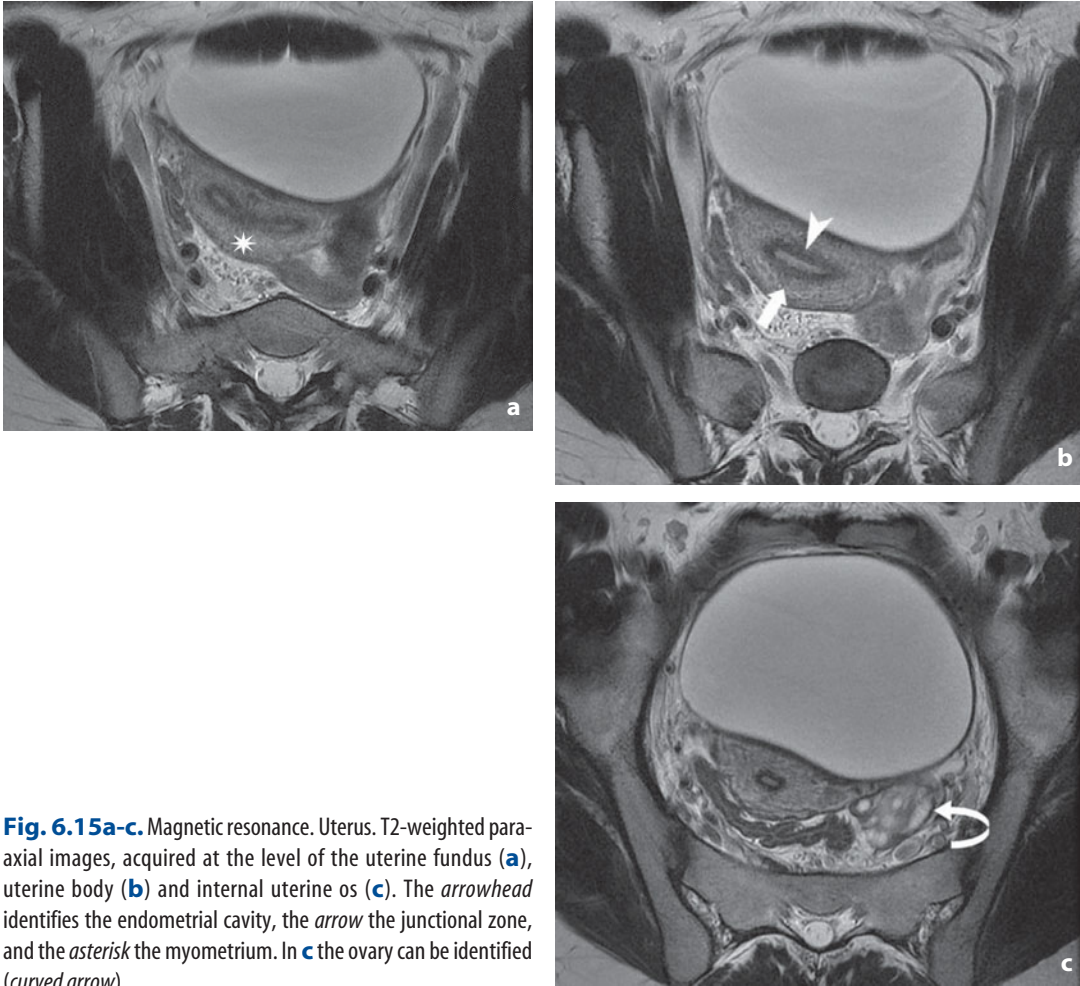 a
b
c
Fig. 6.15a-c. Magnetic resonance. Uterus. T2-weighted para-
axial images, acquired at the level of the uterine fundus (a),
uterine body (b) and internal uterine os (c). The arrowhead
identifies the endometrial cavity, the arrow the junctional zone,
and the asterisk the myometrium. In c the ovary can be identified
(curved arrow)